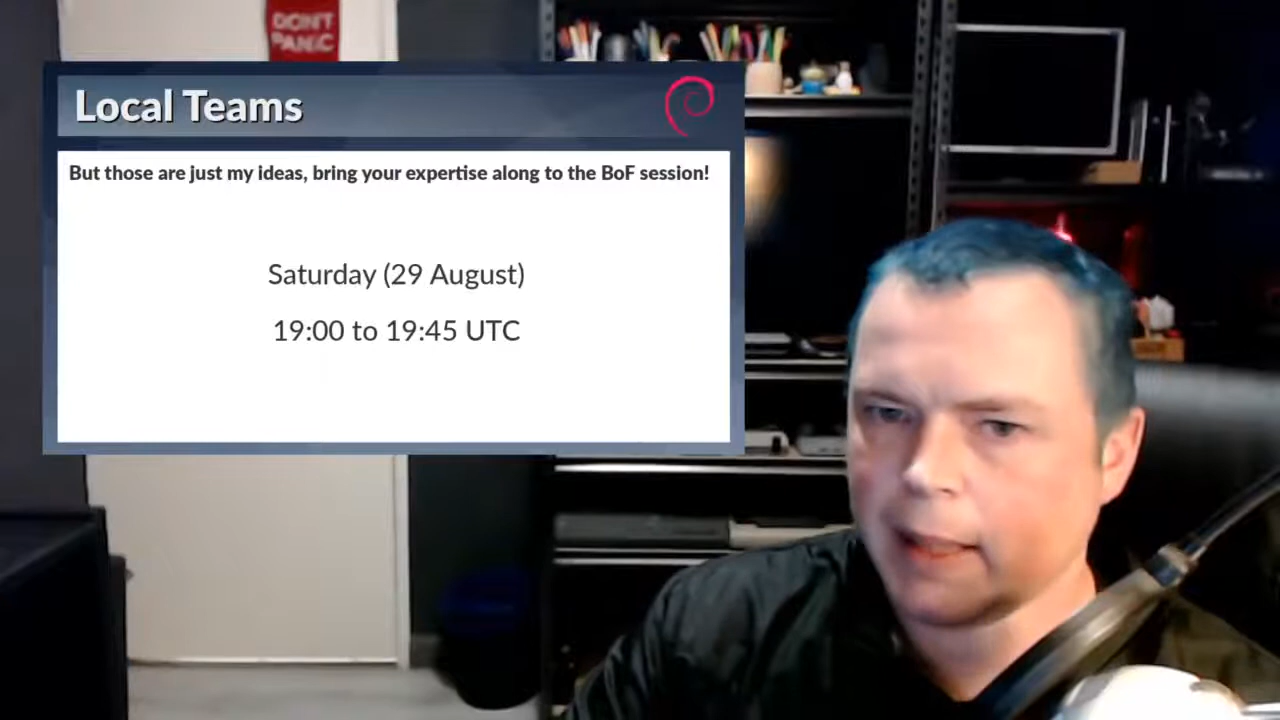 DON'T
PANIC
Local Teams
But those are just my ideas, bring your expertise along to the BoF session!
Saturday (29 August)
19:00 to 19:45 UTC